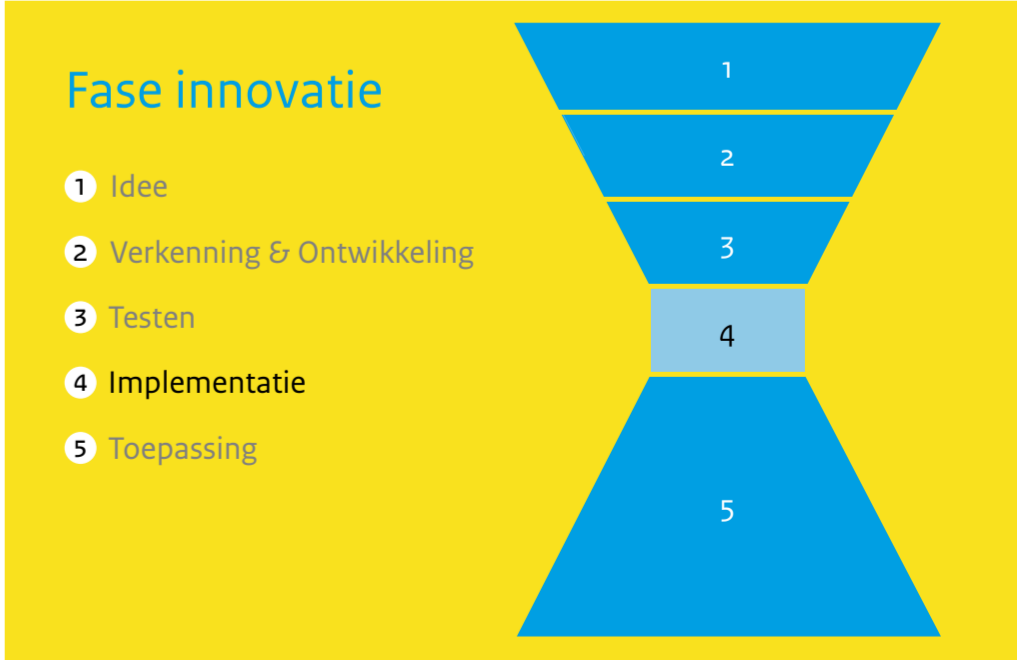 Fase innovatie
1 Idee
2 Verkenning & Ontwikkeling
3 Testen
4 Implementatie
5 Toepassing
1
2
3
4
5